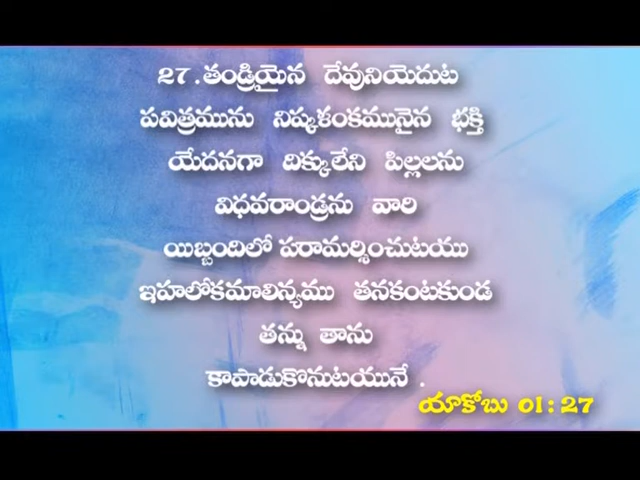 27.తండ్రియైన దేవునియెదుట
పవిత్రమును నిష్కళంకమునైన భక్తి
యేదనగా దిక్కులేని పిల్లలను
విధవరాండ్రను వారి
యిబ్బందిలో పరామర్శించుటయు
ఇహలోకమాలిన్యము తనకంటకుండ
తన్ను తాను
కాపాడుకొనుటయునే .
యాకోబు 01:27